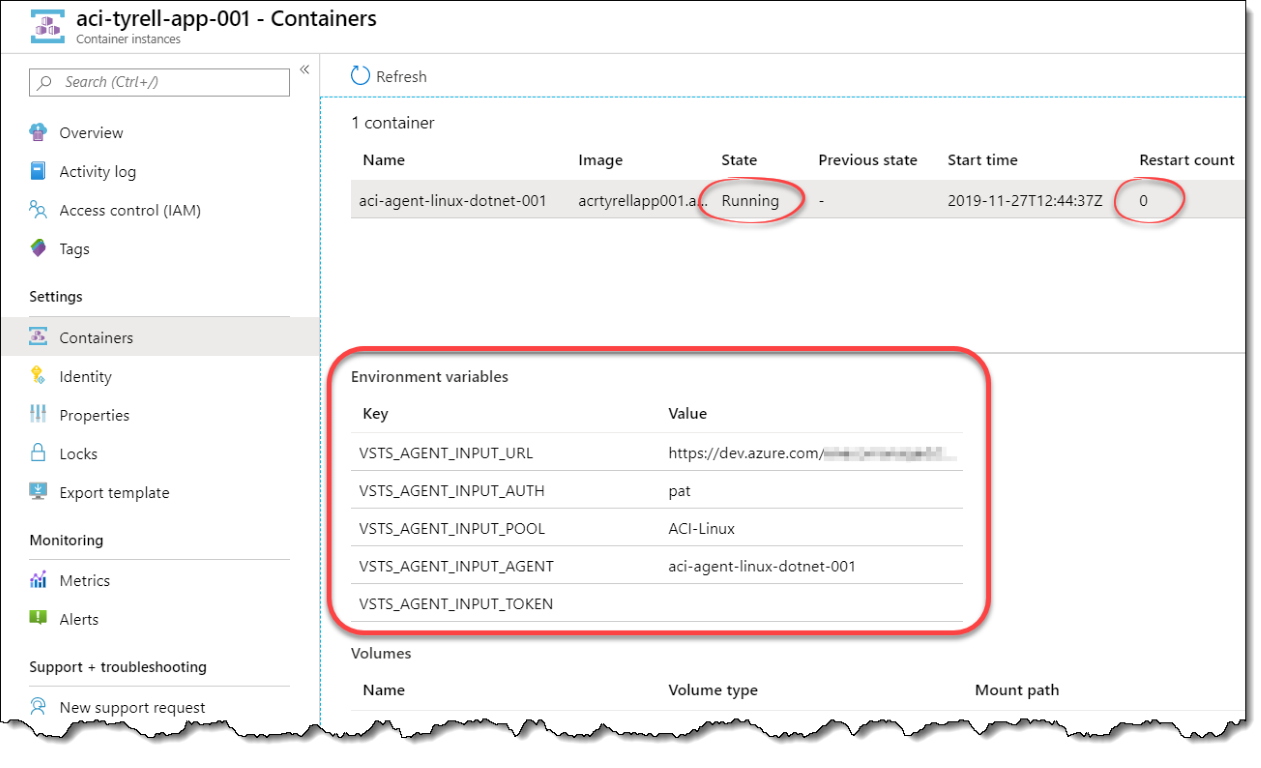 aci-tyrell-app-001 - Containers
Container instances
Search (Ctrl+/)
«
Overview
Activity log
Access control (IAM)
Tags
Settings
Containers
Identity
Properties
Locks
Export template
Monitoring
Metrics
Alerts
Support + troubleshooting
New support request
Refresh
1 container
Name Image State Previous state Start time Restart count
aci-agent-linux-dotnet-001 acrtyrellapp001.a... Running - 2019-11-27T12:44:37Z 0
Environment variables
Key Value
VSTS_AGENT_INPUT_URL https://dev.azure.com/
VSTS_AGENT_INPUT_AUTH pat
VSTS_AGENT_INPUT_POOL ACI-Linux
VSTS_AGENT_INPUT_AGENT aci-agent-linux-dotnet-001
VSTS_AGENT_INPUT_TOKEN
Volumes
Name Volume type Mount path